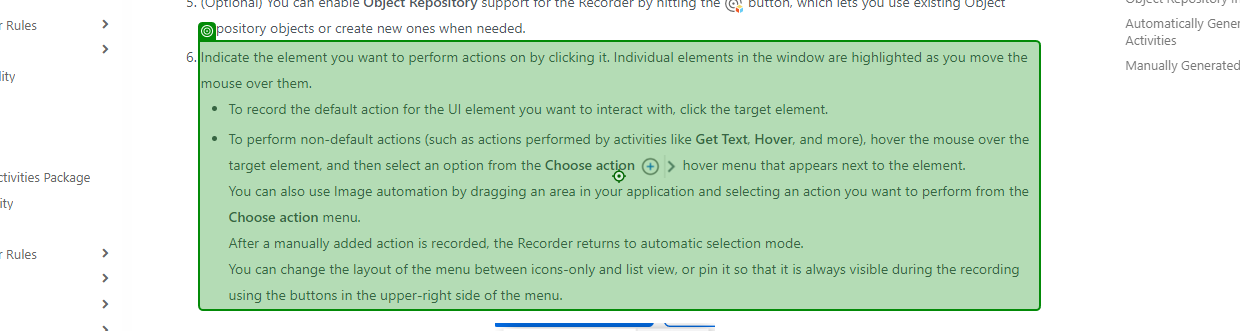 5. (Optional) You can enable Object Repository support for the Recorder by hitting the button, which lets you use existing Object
pository objects or create new ones when needed.
6. Indicate the element you want to perform actions on by clicking it. Individual elements in the window are highlighted as you move the
mouse over them.
• To record the default action for the UI element you want to interact with, click the target element.
• To perform non-default actions (such as actions performed by activities like Get Text, Hover, and more), hover the mouse over the
target element, and then select an option from the Choose action hover menu that appears next to the element.
You can also use Image automation by dragging an area in your application and selecting an action you want to perform from the
Choose action menu.
After a manually added action is recorded, the Recorder returns to automatic selection mode.
You can change the layout of the menu between icons-only and list view, or pin it so that it is always visible during the recording
using the buttons in the upper-right side of the menu.
r Rules
lity
ctivities Package
ity
r Rules
Automatically Gener
Activities
Manually Generated